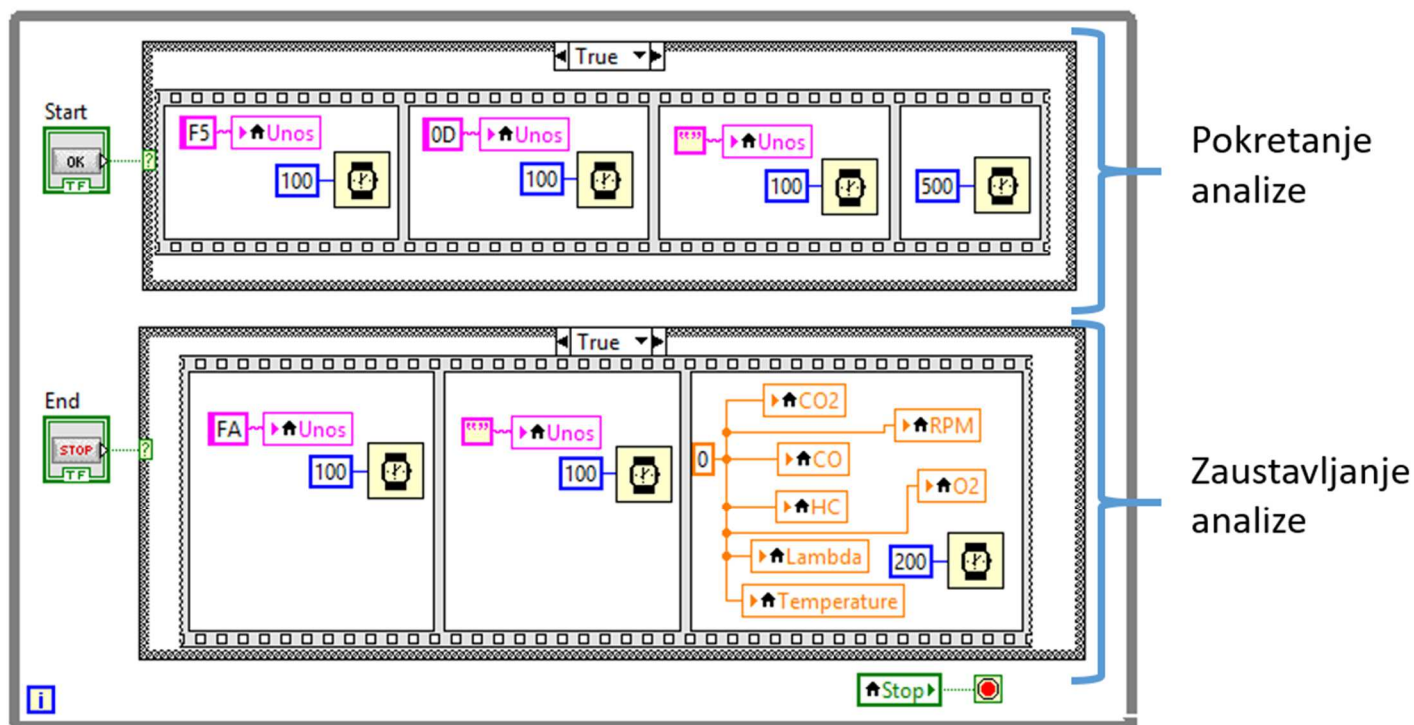 True
Start
OK
TF
?
F5
Unos
100
0D
Unos
100
“”
Unos
100
500
Pokretanje
analize
True
End
STOP
TF
?
FA
Unos
100
“”
Unos
100
0
CO2
RPM
CO
O2
HC
Lambda
200
Temperature
Zaustavljanje
analize
i
Stop